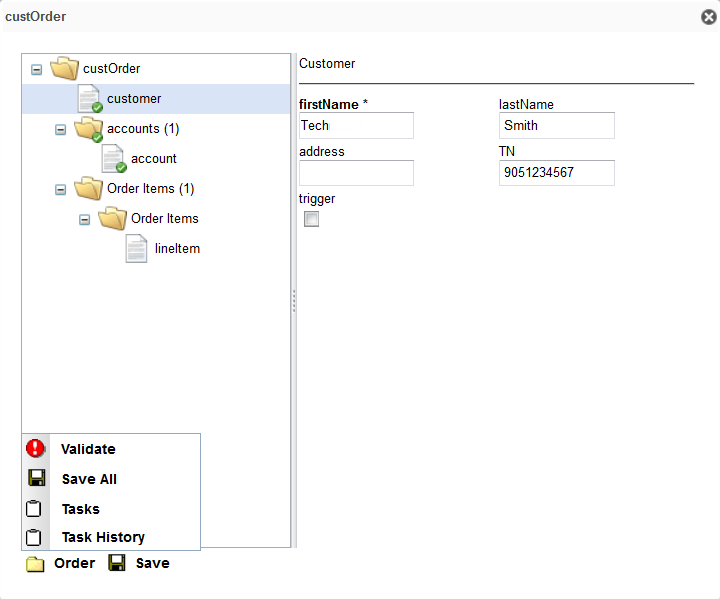 custOrder
custOrder
customer
accounts (1)
account
Order Items (1)
Order Items
lineItem
Customer
firstName * lastName
Tech Smith
address TN
9051234567
trigger
Validate
Save All
Tasks
Task History
Order Save